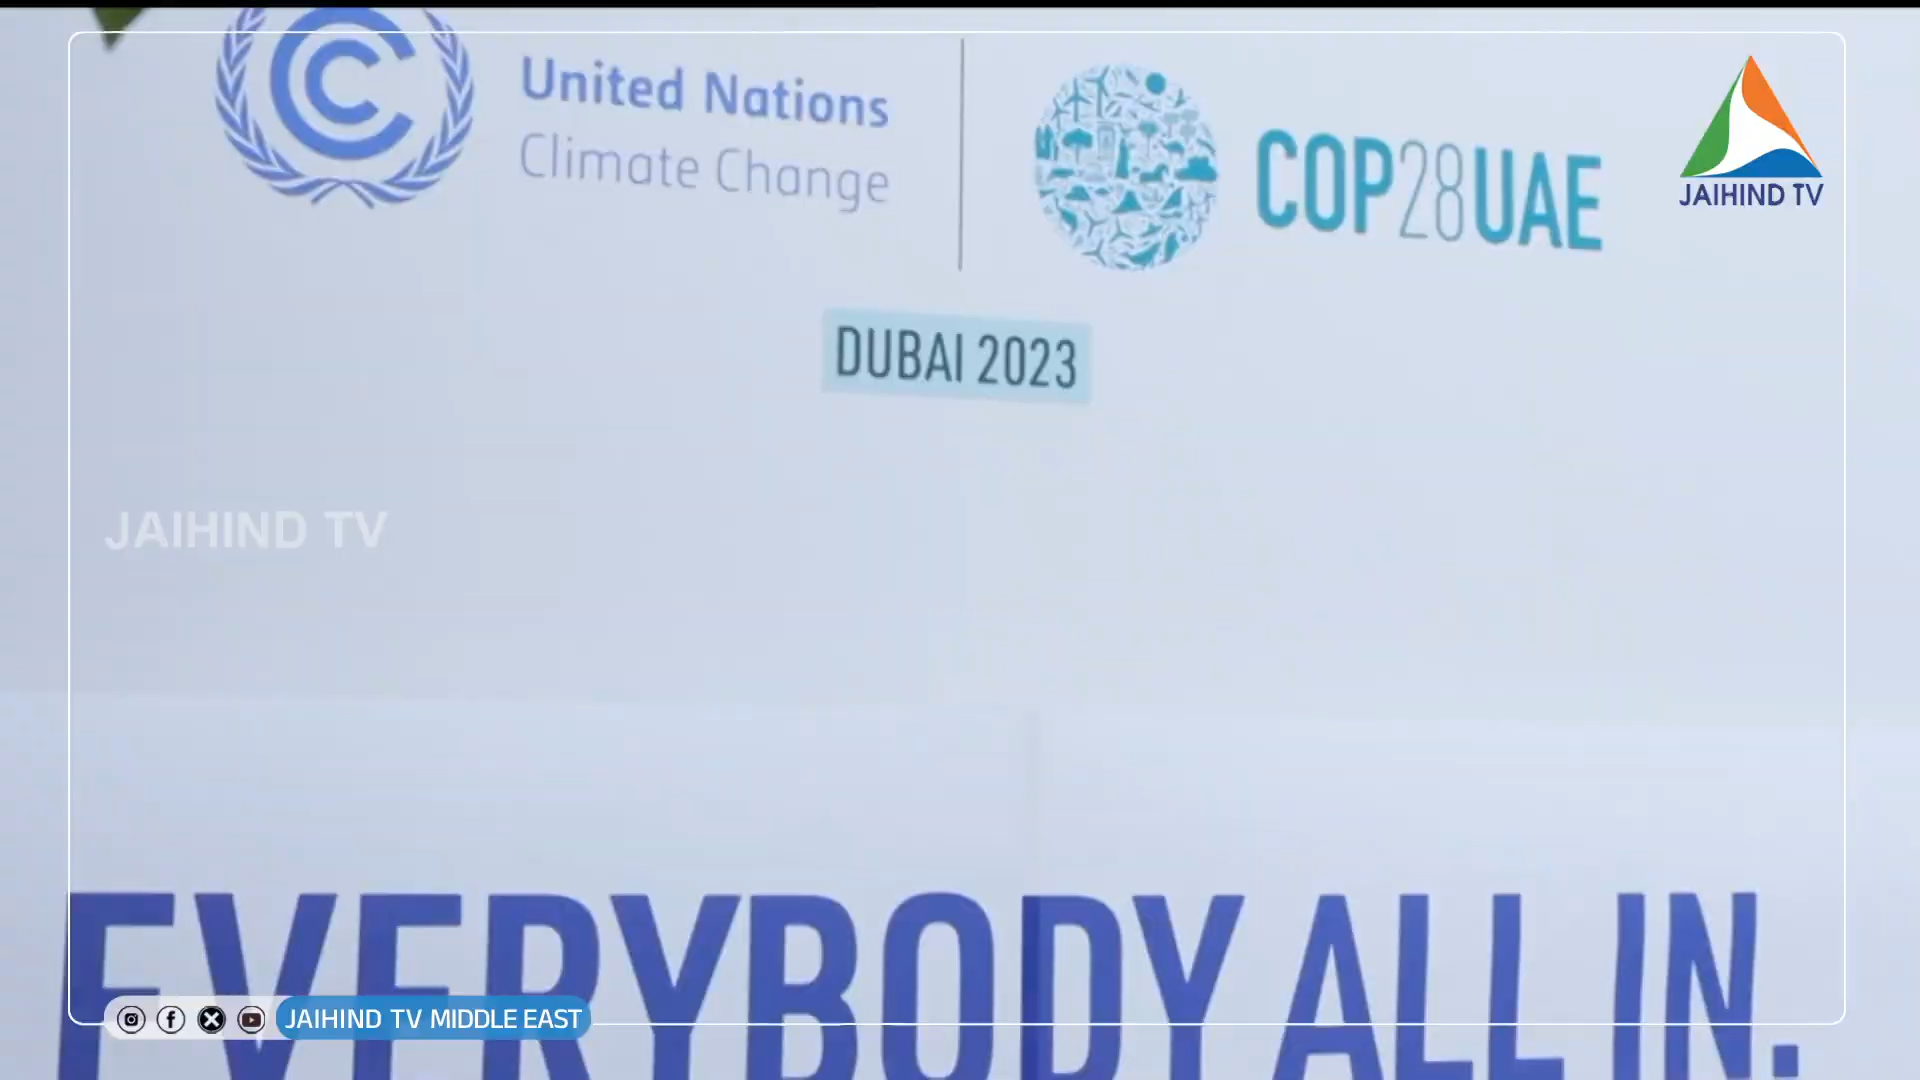 United Nations
Climate Change
COP28UAE
JAIHIND TV
DUBAI 2023
JAIHIND TV
EVERYBODY ALL IN.
JAIHIND TV MIDDLE EAST